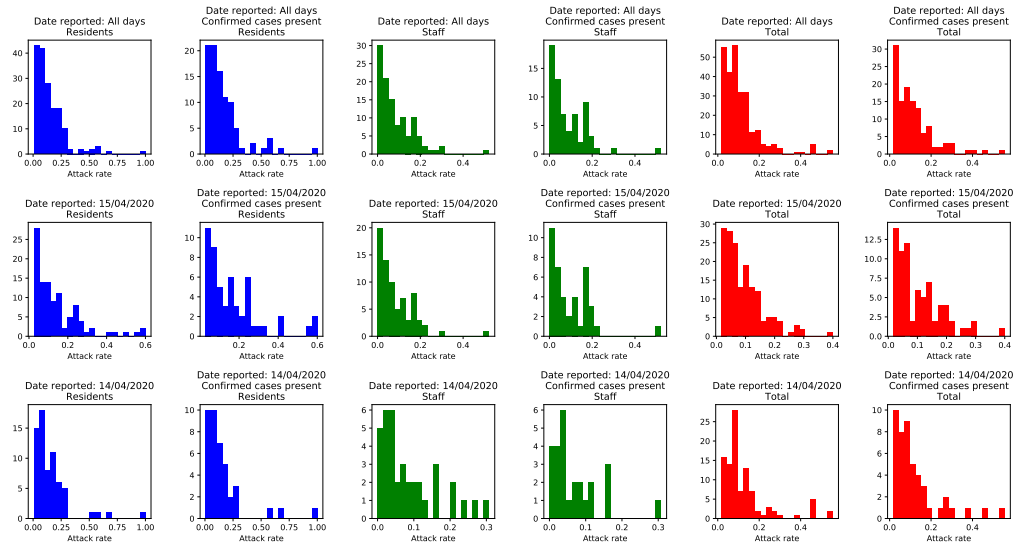 Date reported: All days
Residents
40
30
20
10
0
0.00 0.25 0.50 0.75 1.00
Attack rate
Date reported: All days
Confirmed cases present
Residents
20
15
10
5
0
0.00 0.25 0.50 0.75 1.00
Attack rate
Date reported: All days
Staff
30
25
20
15
10
5
0
0.0 0.2 0.4
Attack rate
Date reported: All days
Confirmed cases present
Staff
15
10
5
0
0.0 0.2 0.4
Attack rate
Date reported: All days
Total
50
40
30
20
10
0
0.0 0.2 0.4
Attack rate
Date reported: All days
Confirmed cases present
Total
30
25
20
15
10
5
0
0.0 0.2 0.4
Attack rate
Date reported: 15/04/2020
Residents
25
20
15
10
5
0
0.0 0.2 0.4 0.6
Attack rate
Date reported: 15/04/2020
Confirmed cases present
Residents
10
8
6
4
2
0
0.2 0.4 0.6
Attack rate
Date reported: 15/04/2020
Staff
20
15
10
5
0
0.0 0.2 0.4
Attack rate
Date reported: 15/04/2020
Confirmed cases present
Staff
10
8
6
4
2
0
0.0 0.2 0.4
Attack rate
Date reported: 15/04/2020
Total
30
25
20
15
10
5
0
0.0 0.2 0.4
Attack rate
Date reported: 15/04/2020
Confirmed cases present
Total
12.5
10.0
7.5
5.0
2.5
0.0
0.0 0.1 0.2 0.3 0.4
Attack rate
Date reported: 14/04/2020
Residents
15
10
5
0
0.00 0.25 0.50 0.75 1.00
Attack rate
Date reported: 14/04/2020
Confirmed cases present
Residents
10
8
6
4
2
0
0.00 0.25 0.50 0.75 1.00
Attack rate
Date reported: 14/04/2020
Staff
6
5
4
3
2
1
0
0.0 0.1 0.2 0.3
Attack rate
Date reported: 14/04/2020
Confirmed cases present
Staff
6
5
4
3
2
1
0
0.0 0.1 0.2 0.3
Attack rate
Date reported: 14/04/2020
Total
25
20
15
10
5
0
0.0 0.2 0.4
Attack rate
Date reported: 14/04/2020
Confirmed cases present
Total
10
8
6
4
2
0
0.2 0.4
Attack rate